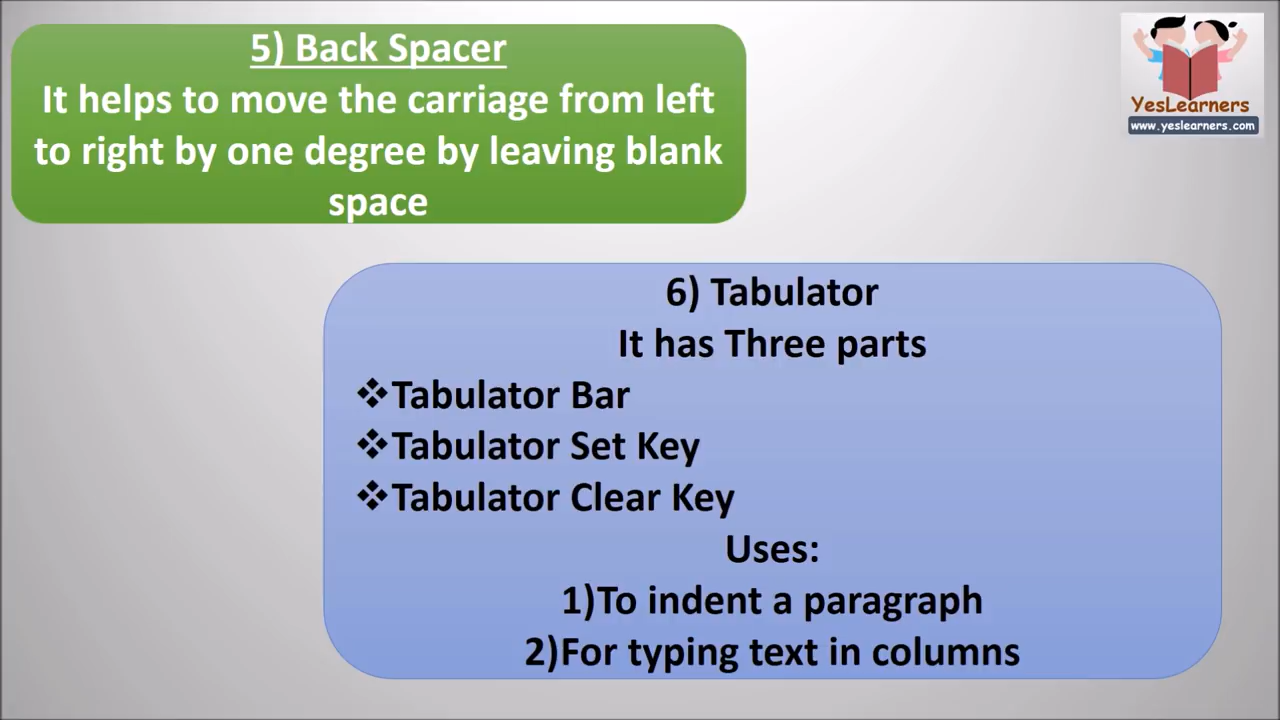 5) Back Spacer
It helps to move the carriage from left
to right by one degree by leaving blank
space
YesLearners
www.yeslearners.com
6) Tabulator
It has Three parts
❖Tabulator Bar
❖Tabulator Set Key
❖Tabulator Clear Key
Uses:
1)To indent a paragraph
2)For typing text in columns